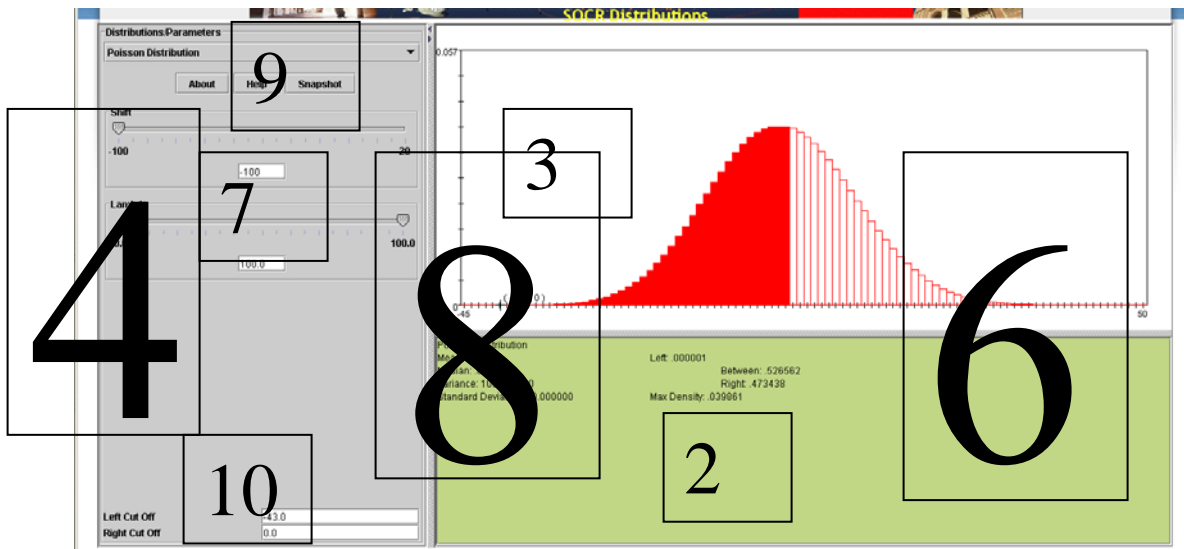 SOCR Distributions
Distributions/Parameters
Poisson Distribution
About Help Snapshot
9
Shift
-100 20
-100
7
100.0
100.0
4
10
Left Cut Off -43.0
Right Cut Off 0.0
0.057
3
0
-45 50
8
6
Left: .000001
Between: .526562
Right: .473438
Max Density: .039861
2